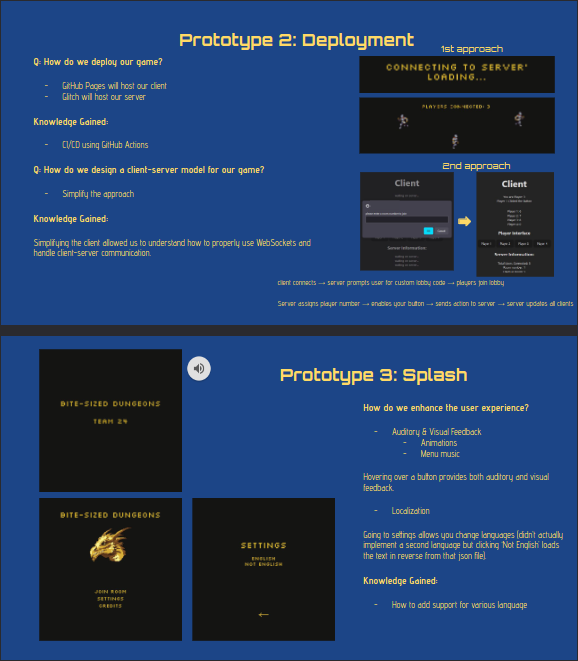 Prototype 2: Deployment
Q: How do we deploy our game?
- GitHub Pages will host our client
- Glitch will host our server
Knowledge Gained:
- CI/CD using GitHub Actions
Q: How do we design a client-server model for our game?
- Simplify the approach
Knowledge Gained:
Simplifying the client allowed us to understand how to properly use WebSockets and
handle client-server communication.
1st approach
CONNECTING TO SERVER'
LOADING...
PLAYERS CONNECTED: 3
2nd approach
Client
Server Information
Client
Player Interface
Server Information
client connects → server prompts user for custom lobby code → players join lobby
Server assigns player number → enables your button → sends action to server → server updates all clients
Prototype 3: Splash
BITE-SIZED DUNGEONS
TEAM 24
BITE-SIZED DUNGEONS
JOIN ROOM
SETTINGS
CREDITS
SETTINGS
ENGLISH
NOT ENGLISH
←
How do we enhance the user experience?
- Auditory & Visual Feedback
- Animations
- Menu music
Hovering over a button provides both auditory and visual
feedback.
- Localization
Going to settings allows you change languages (didn't actually
implement a second language but clicking 'Not English' loads
the text in reverse from that json file).
Knowledge Gained:
- How to add support for various language